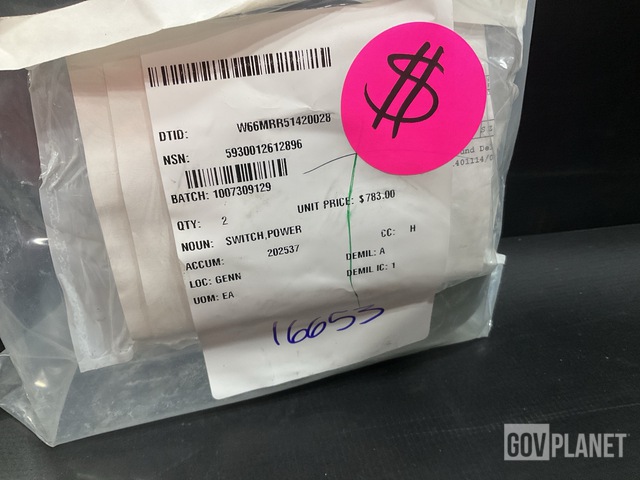 $
DTID: W66MRR51420028
NSN: 5930012612896
BATCH: 1007309129
QTY: 2 UNIT PRICE: $783.00
NOUN: SWITCH,POWER CC: H
ACCUM: 202537 DEMIL: A
LOC: GENN DEMIL IC: 1
UOM: EA
16653
GOVPLANET